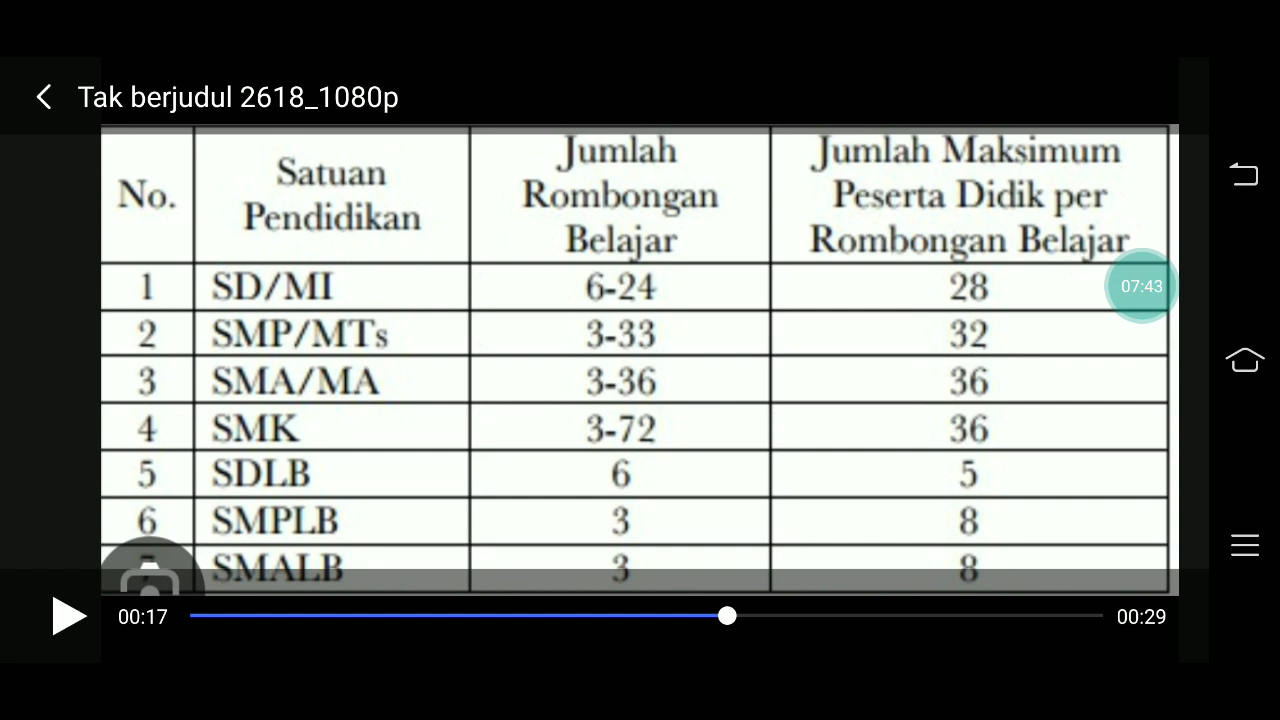 Tak berjudul 2618_1080p
No.
Satuan
Pendidikan
Jumlah
Rombongan
Belajar
Jumlah Maksimum
Peserta Didik per
Rombongan Belajar
1 SD/MI 6-24 28
07:43
2 SMP/MTs 3-33 32
3 SMA/MA 3-36 36
4 SMK 3-72 36
5 SDLB 6 5
6 SMPLB 3 8
7 SMALB 3 8
00:17 00:29